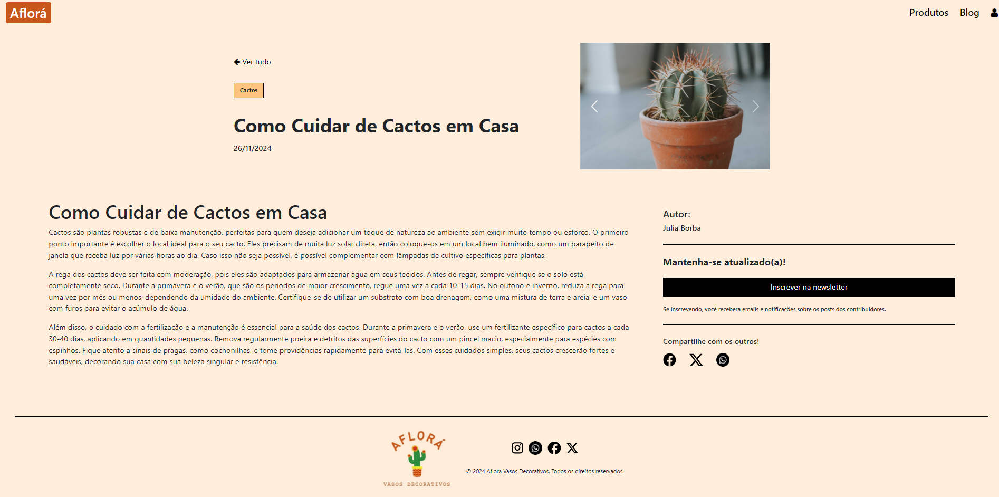 Aflorá
Produtos Blog
Ver tudo
Cactos
Como Cuidar de Cactos em Casa
26/11/2024
Como Cuidar de Cactos em Casa
Cactos são plantas robustas e de baixa manutenção, perfeitas para quem deseja adicionar um toque de natureza ao ambiente sem exigir muito tempo ou esforço. O primeiro
ponto importante é escolher o local ideal para o seu cacto. Eles precisam de muita luz solar direta, então coloque-os em um local bem iluminado, como um parapeito de
janela que receba luz por várias horas ao dia. Caso isso não seja possível, é possível complementar com lâmpadas de cultivo específicas para plantas.
A rega dos cactos deve ser feita com moderação, pois eles são adaptados para armazenar água em seus tecidos. Antes de regar, sempre verifique se o solo está
completamente seco. Durante a primavera e o verão, que são os períodos de maior crescimento, regue uma vez a cada 10-15 dias. No outono e inverno, reduza a rega para
uma vez por mês ou menos, dependendo da umidade do ambiente. Certifique-se de utilizar um substrato com boa drenagem, como uma mistura de terra e areia, e um vaso
com furos para evitar o acúmulo de água.
Além disso, o cuidado com a fertilização e a manutenção é essencial para a saúde dos cactos. Durante a primavera e o verão, use um fertilizante específico para cactos a cada
30-40 dias, aplicando em quantidades pequenas. Remova regularmente poeira e detritos das superfícies do cacto com um pincel macio, especialmente para espécies com
espinhos. Fique atento a sinais de pragas, como cochonilhas, e tome providências rapidamente para evitá-las. Com esses cuidados simples, seus cactos crescerão fortes e
saudáveis, decorando sua casa com sua beleza singular e resistência.
Autor:
Julia Borba
Mantenha-se atualizado(a)!
Inscrever na newsletter
Se inscrevendo, você recebera emails e notificações sobre os posts dos contribuidores.
Compartilhe com os outros!
AFLORÁ
VASOS DECORATIVOS
© 2024 Aflora Vasos Decorativos. Todos os direitos reservados.